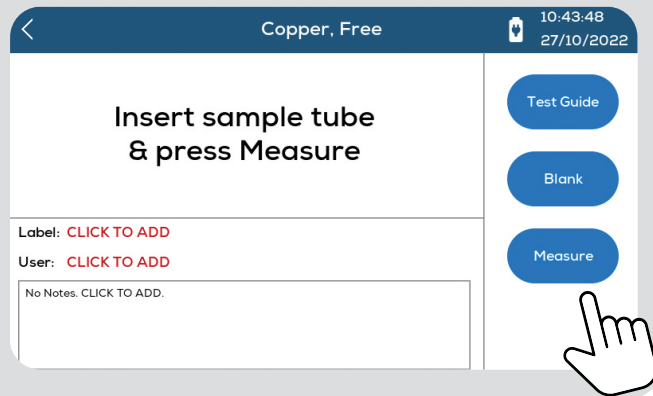 Copper, Free
10:43:48
27/10/2022
Insert sample tube
& press Measure
Test Guide
Blank
Measure
Label: CLICK TO ADD
User: CLICK TO ADD
No Notes. CLICK TO ADD.